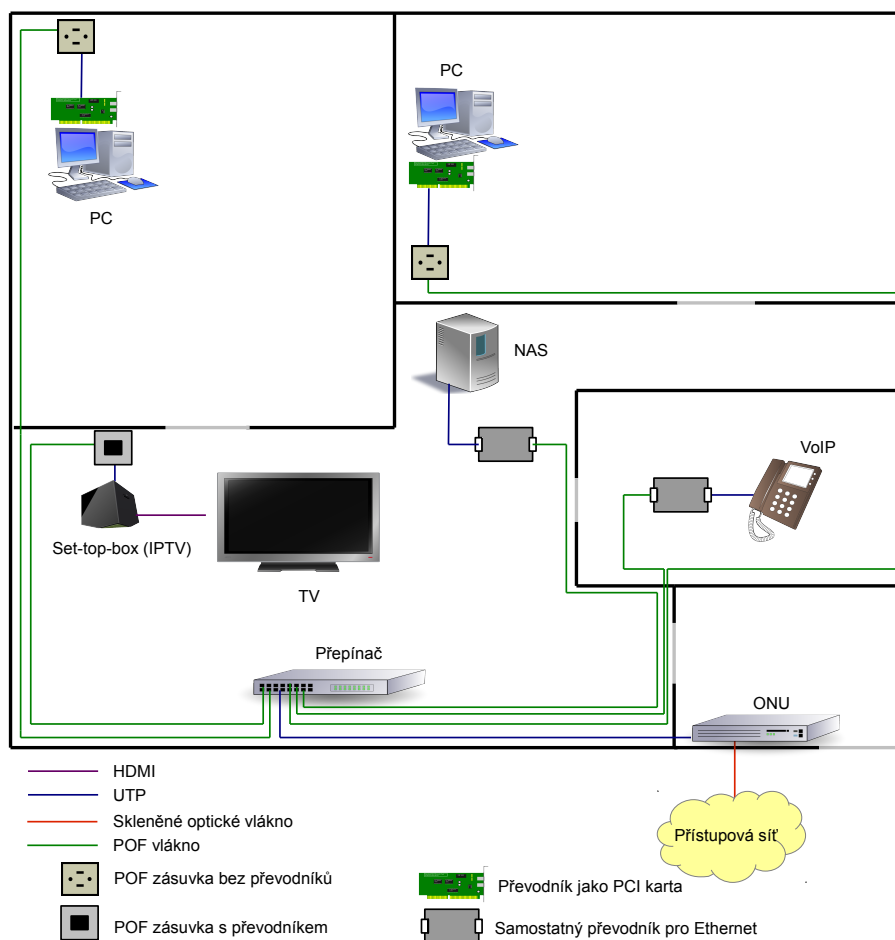 PC
PC
NAS
VoIP
Set-top-box (IPTV)
TV
Přepínač
ONU
HDMI
UTP
Skleněné optické vlákno
POF vlákno
Přístupová síť
POF zásuvka bez převodníků
Převodník jako PCI karta
POF zásuvka s převodníkem
Samostatný převodník pro Ethernet